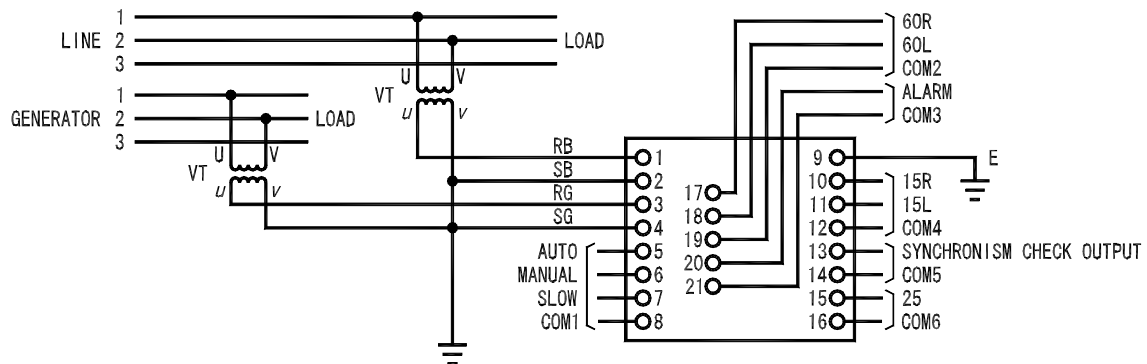 1
LINE 2 LOAD
3
U V
VT
u v
1
GENERATOR 2 LOAD
3
U V
VT
u v
RB
SB
RG
SG
AUTO
MANUAL
SLOW
COM1
1
2
3
4
5
6
7
8
17
18
19
20
21
9
10
11
12
13
14
15
16
60R
60L
COM2
ALARM
COM3
E
15R
15L
COM4
SYNCHRONISM CHECK OUTPUT
COM5
25
COM6